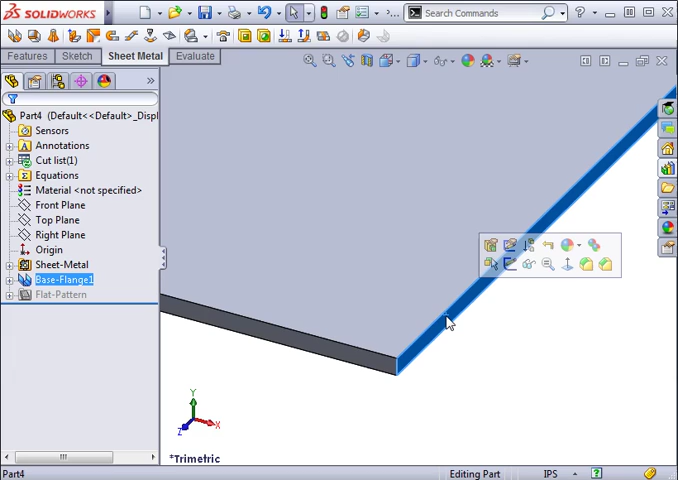 SOLIDWORKS
Search Commands
?
Features
Sketch
Sheet Metal
Evaluate
»
Part4 (Default<<Default>_Displ
Sensors
A Annotations
Cut list(1)
Σ Equations
Material <not specified>
Front Plane
Top Plane
Right Plane
Origin
Sheet-Metal
Base-Flange1
Flat-Pattern
Y
X
Z
*Trimetric
Part4
Editing Part
IPS
?